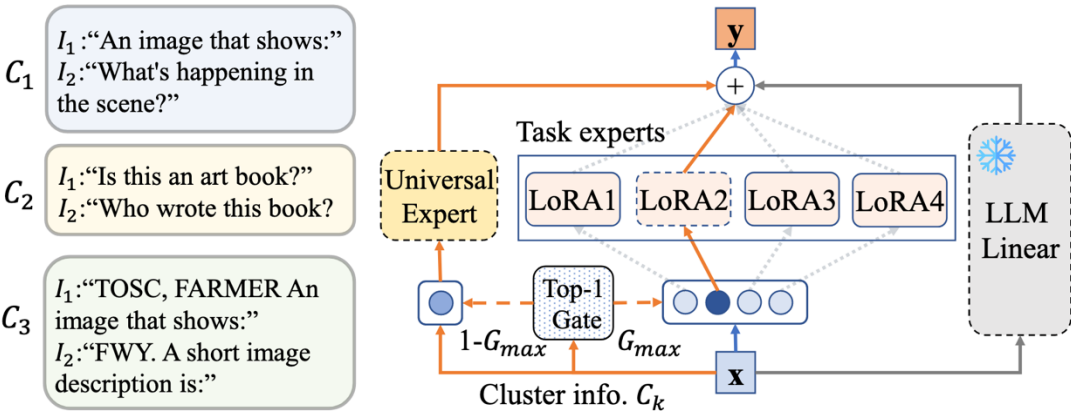 C₁
I₁:“An image that shows:”
I₂:“What's happening in
the scene?”
C₂
I₁:“Is this an art book?”
I₂:“Who wrote this book?
C₃
I₁:“TOSC, FARMER An
image that shows:”
I₂:“FWY. A short image
description is:”
y
+
Task experts
Universal
Expert
LoRA1
LoRA2
LoRA3
LoRA4
LLM
Linear
Top-1
Gate
1-Gₘₐₓ
Gₘₐₓ
x
Cluster info. Cₖ